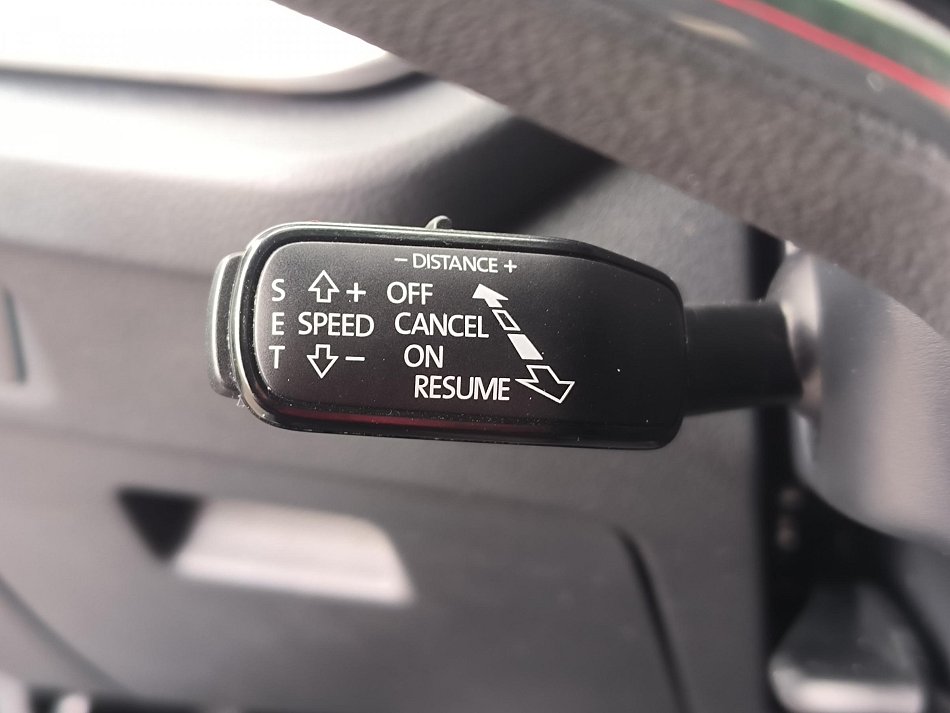 − DISTANCE +
S + OFF
E SPEED CANCEL
T − ON
RESUME